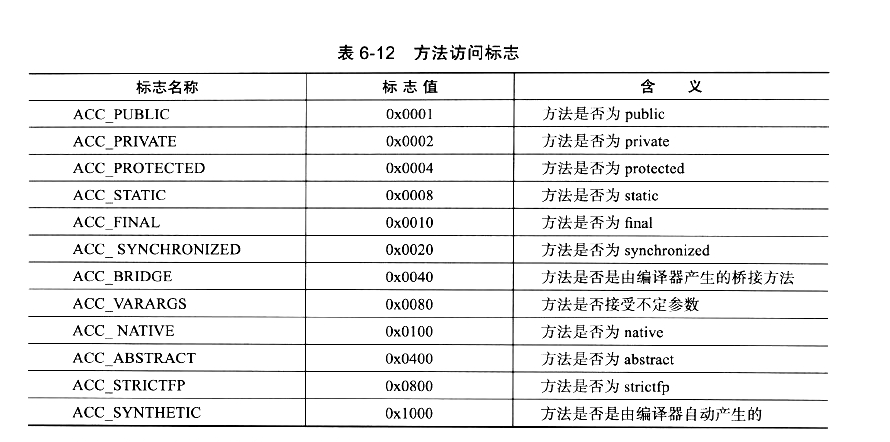 表 6-12 方法访问标志
标志名称 标 志 值 含 义
ACC_PUBLIC 0x0001 方法是否为 public
ACC_PRIVATE 0x0002 方法是否为 private
ACC_PROTECTED 0x0004 方法是否为 protected
ACC_STATIC 0x0008 方法是否为 static
ACC_FINAL 0x0010 方法是否为 final
ACC_ SYNCHRONIZED 0x0020 方法是否为 synchronized
ACC_BRIDGE 0x0040 方法是否是由编译器产生的桥接方法
ACC_VARARGS 0x0080 方法是否接受不定参数
ACC_ NATIVE 0x0100 方法是否为 native
ACC_ABSTRACT 0x0400 方法是否为 abstract
ACC_STRICTFP 0x0800 方法是否为 strictfp
ACC_SYNTHETIC 0x1000 方法是否是由编译器自动产生的